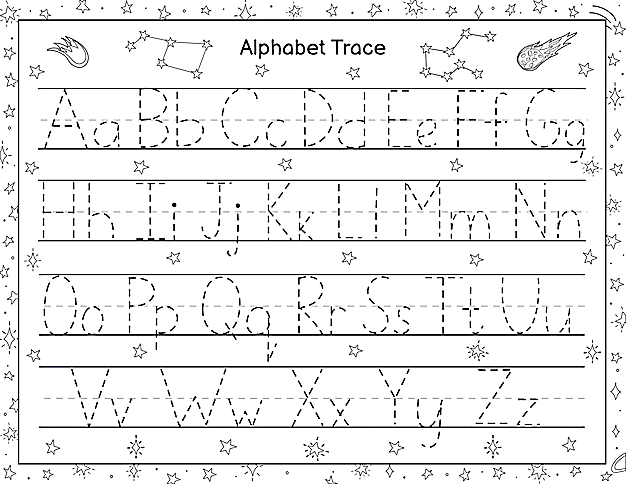 Alphabet Trace
Aa Bb Cc Dd Ee Ff Gg
Hh Ii Jj Kk Ll Mm Nn
Oo Pp Qq Rr Ss Tt Uu
Vv Ww Xx Yy Zz